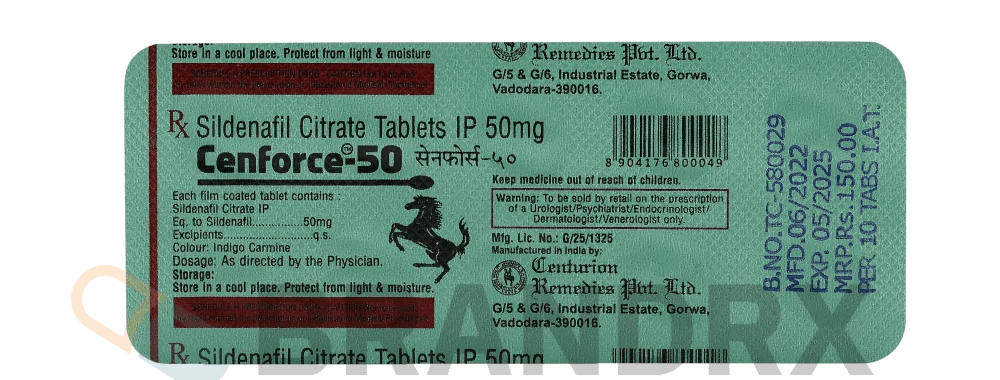 Store in a cool place. Protect from light & moisture
Rx Sildenafil Citrate Tablets IP 50mg
Cenforce™-50 सेनफोर्स-५०
Each film coated tablet contains :
Sildenafil Citrate IP
Eq. to Sildenafil...............50mg
Excipients.........................q.s.
Colour: Indigo Carmine
Dosage: As directed by the Physician.
Storage:
Store in a cool place. Protect from light & moisture.
Rx Sildenafil Citrate Tablets IP 50mg
Remedies Pvt. Ltd.
G/5 & G/6, Industrial Estate, Gorwa,
Vadodara-390016.
8 904176 800049
Keep medicine out of reach of children.
Warning: To be sold by retail on the prescription
of a Urologist/Psychiatrist/Endocrinologist/
Dermatologist/Venerologist only.
Mfg. Lic. No.: G/25/1325
Manufactured in India by:
Centurion
Remedies Pvt. Ltd.
G/5 & G/6, Industrial Estate, Gorwa,
Vadodara-390016.
B.NO.TC-580029
MFD.06/2022
EXP. 05/2025
MRP.Rs.150.00
PER 10 TABS I.A.T.
BRANDRX